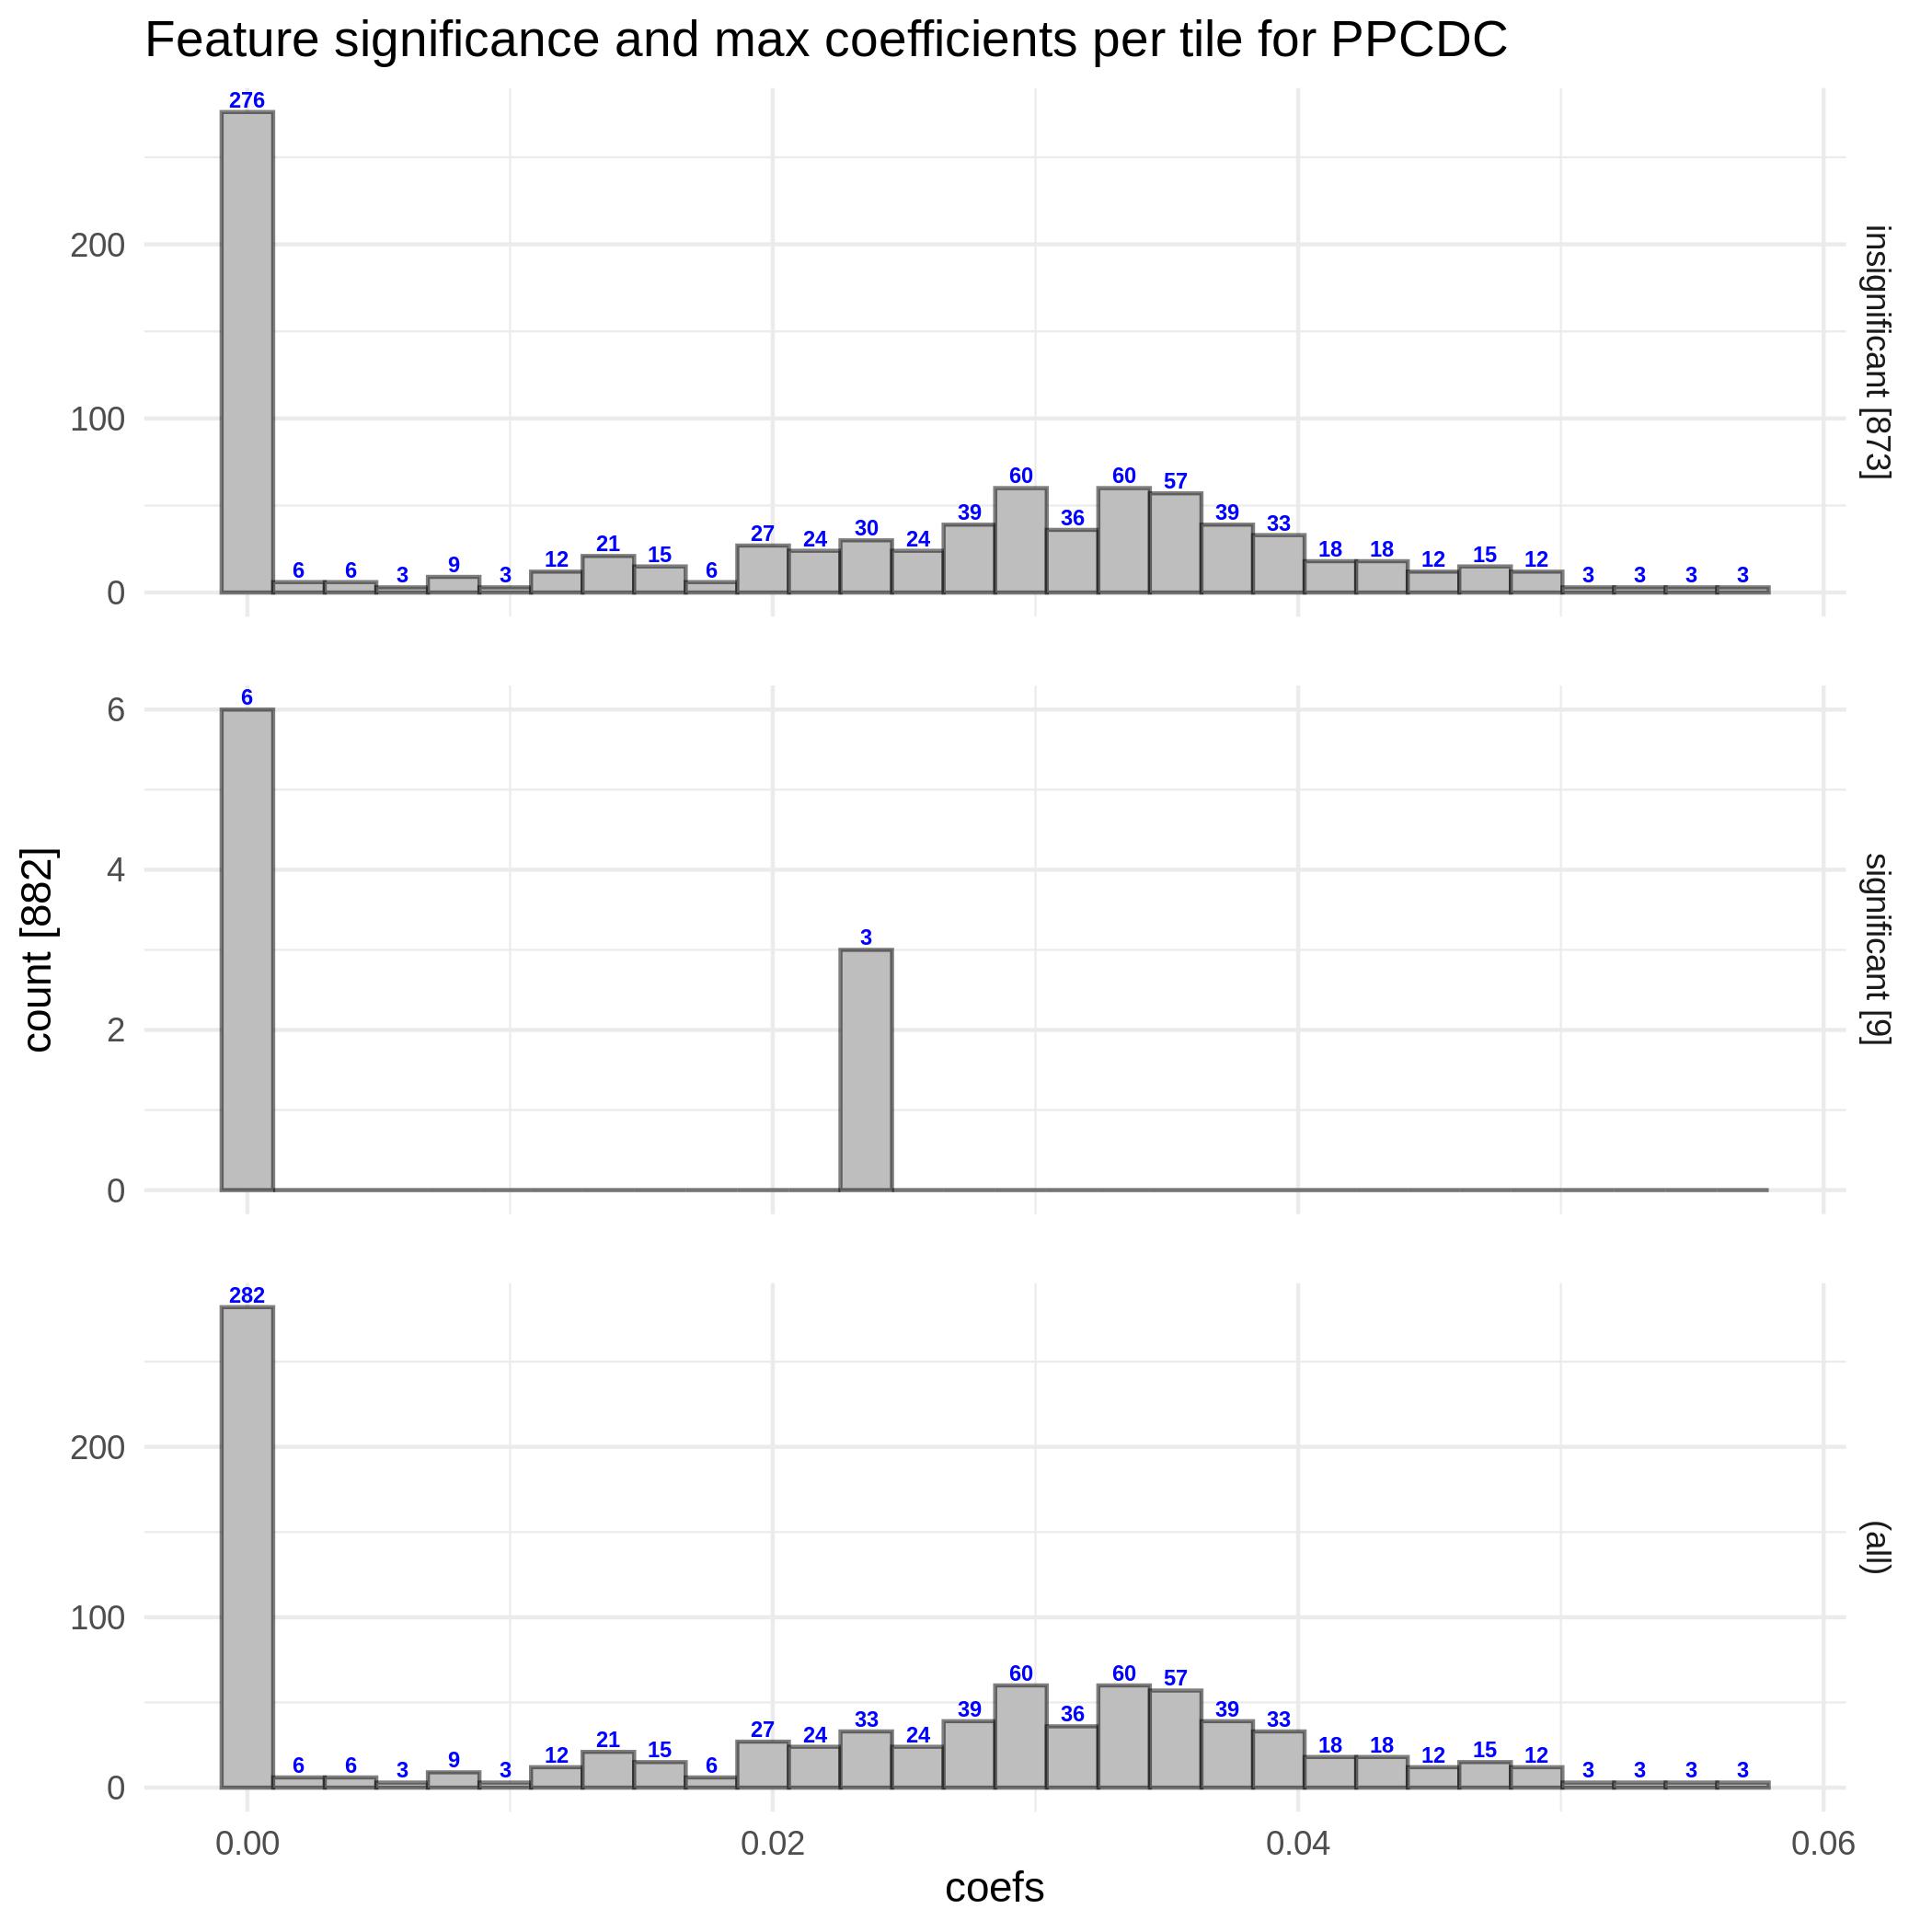 Feature significance and max coefficients per tile for PPCDC
276
6 6 3 9 3 12 21 15 6 27 24 30 24 39 60 36 60 57 39 33 18 18 12 15 12 3 3 3 3
200
100
0
insignificant [873]
6
3
6
4
2
0
significant [9]
count [882]
282
6 6 3 9 3 12 21 15 6 27 24 33 24 39 60 36 60 57 39 33 18 18 12 15 12 3 3 3 3
200
100
0
(all)
0.00 0.02 0.04 0.06
coefs